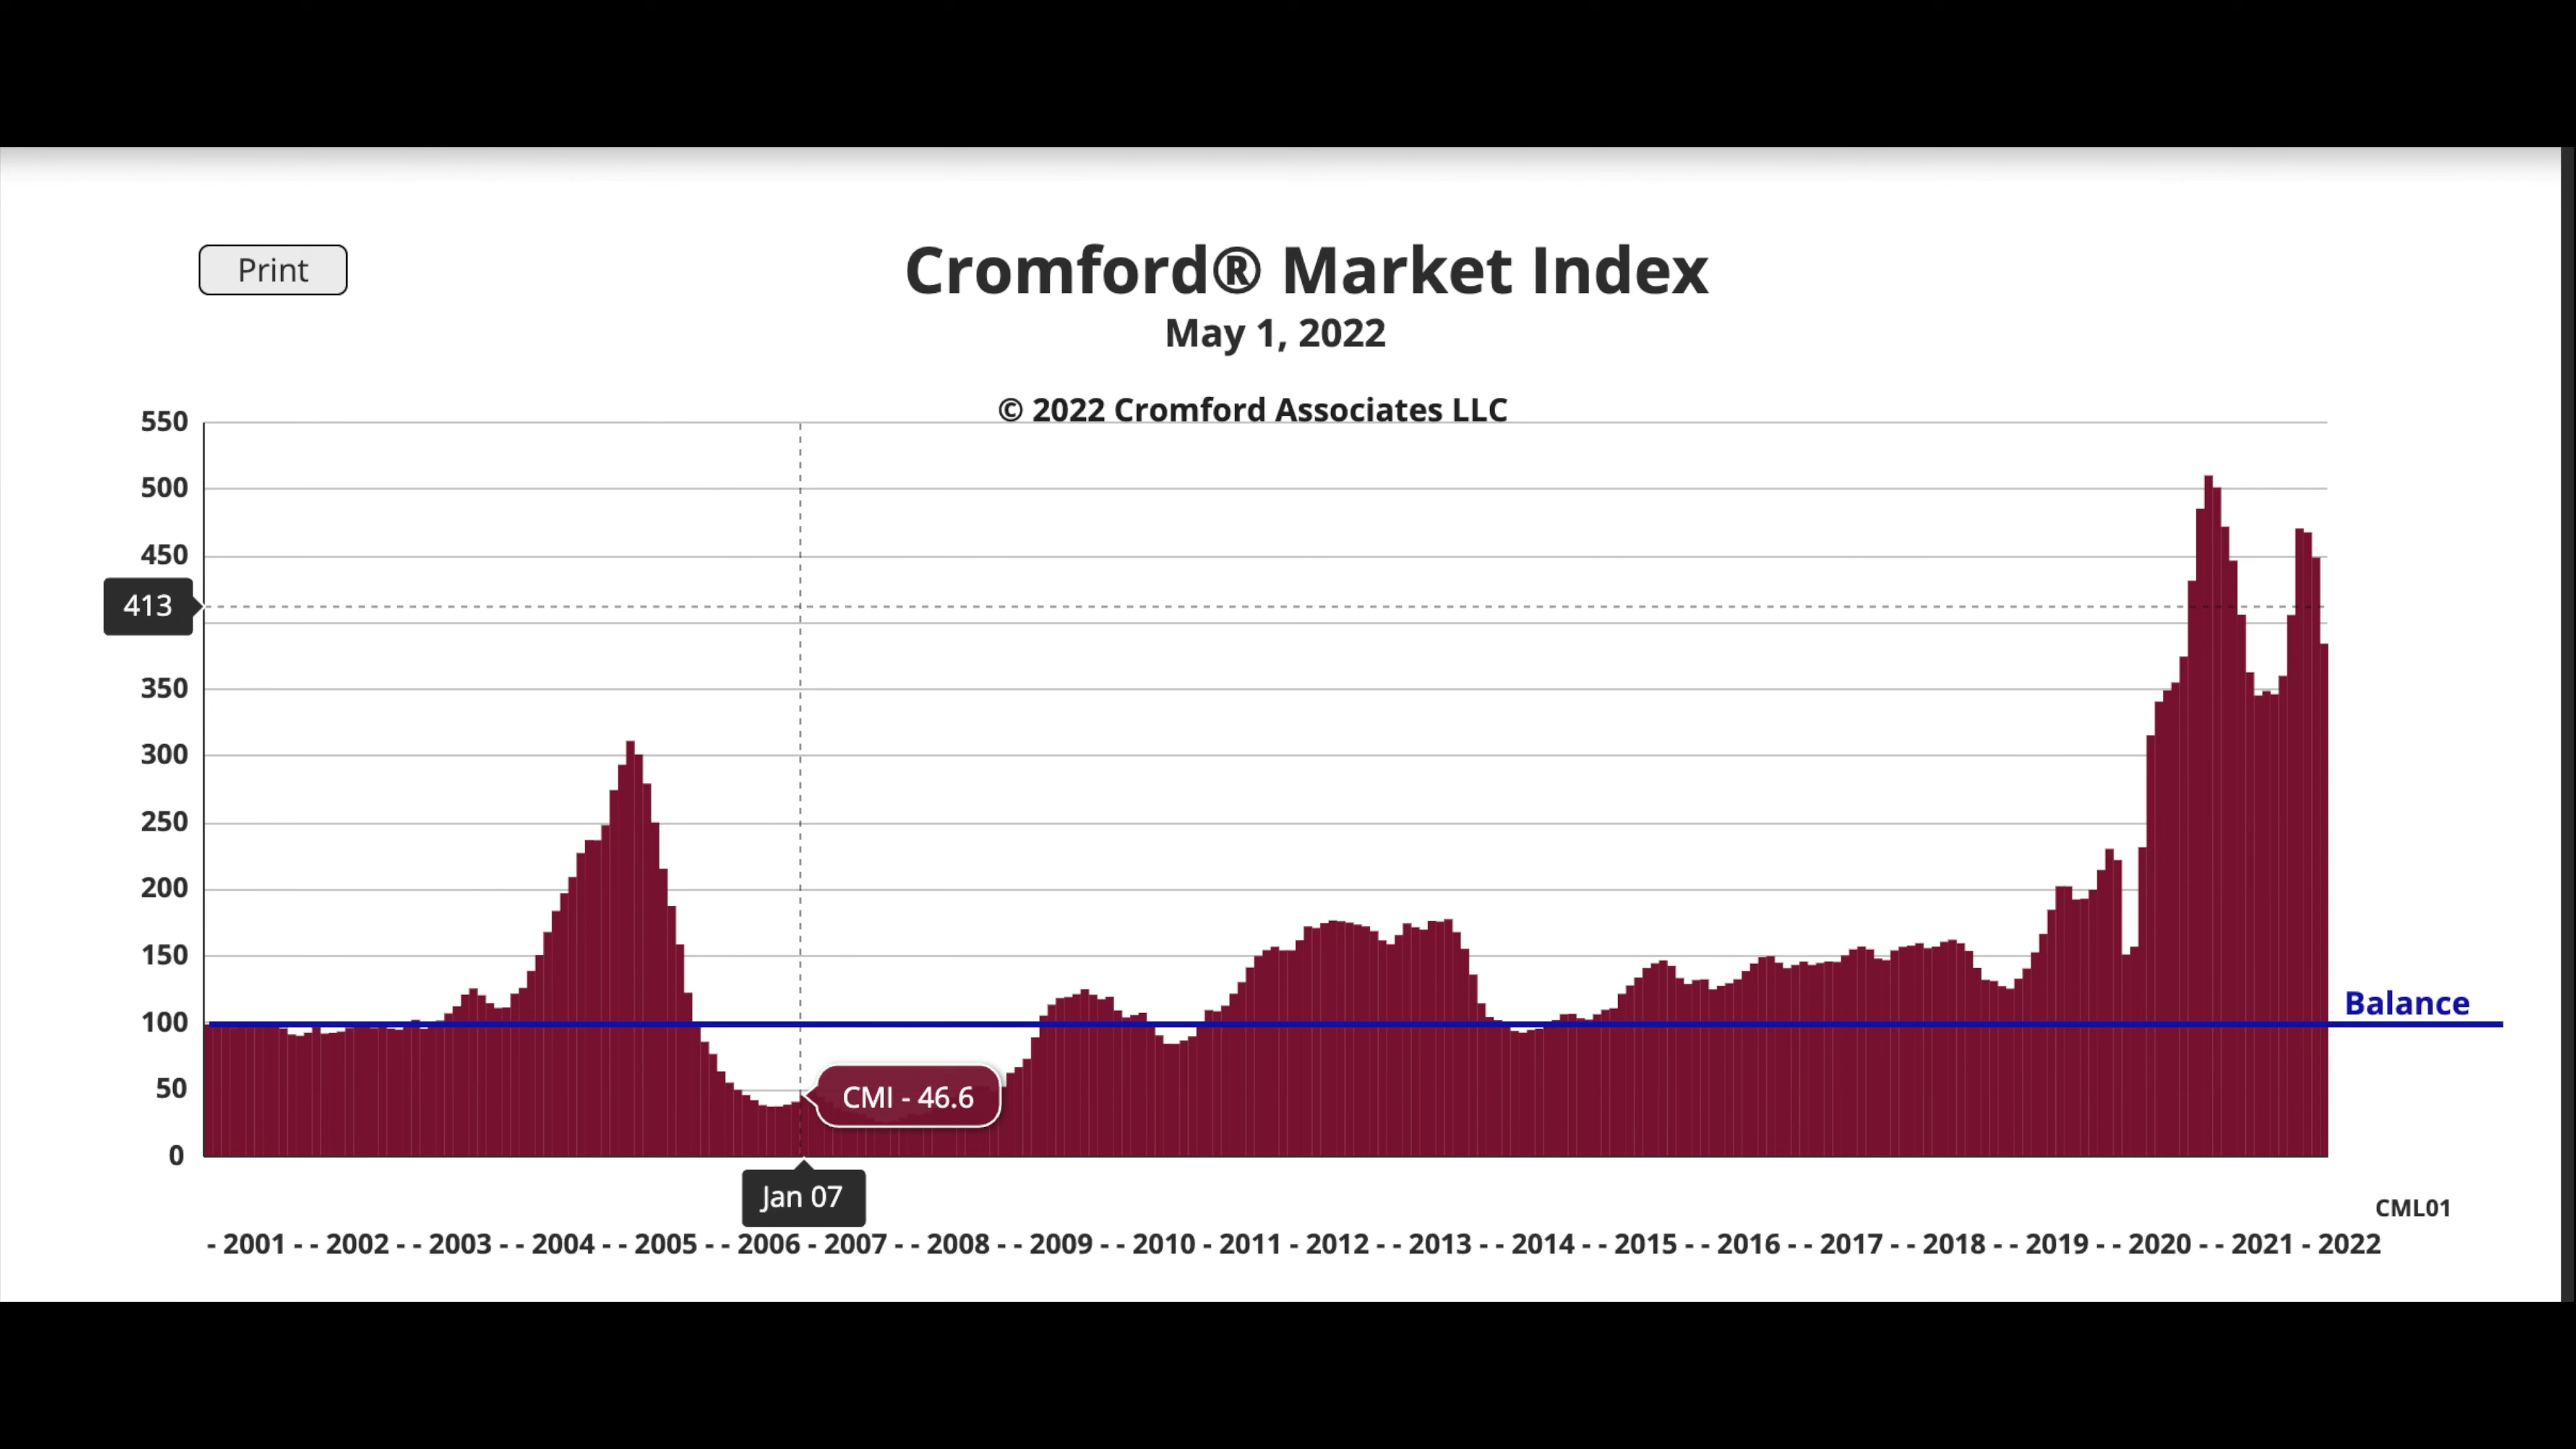 Print
Cromford® Market Index
May 1, 2022
© 2022 Cromford Associates LLC
550
500
450
413
350
300
250
200
150
100
50
0
Balance
CMI - 46.6
Jan 07
CML01
- 2001 - - 2002 - - 2003 - - 2004 - - 2005 - - 2006 - 2007 - - 2008 - - 2009 - - 2010 - 2011 - 2012 - - 2013 - - 2014 - - 2015 - - 2016 - - 2017 - - 2018 - - 2019 - - 2020 - - 2021 - 2022